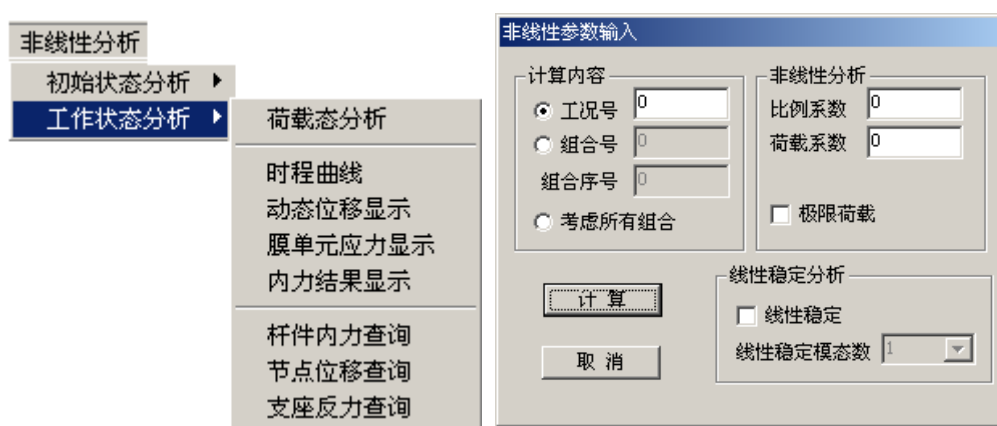 非线性分析
初始状态分析
工作状态分析
荷载态分析
时程曲线
动态位移显示
膜单元应力显示
内力结果显示
杆件内力查询
节点位移查询
支座反力查询
非线性参数输入
计算内容
工况号 0
组合号 0
组合序号 0
考虑所有组合
非线性分析
比例系数 0
荷载系数 0
极限荷载
计 算
取 消
线性稳定分析
线性稳定
线性稳定模态数 1